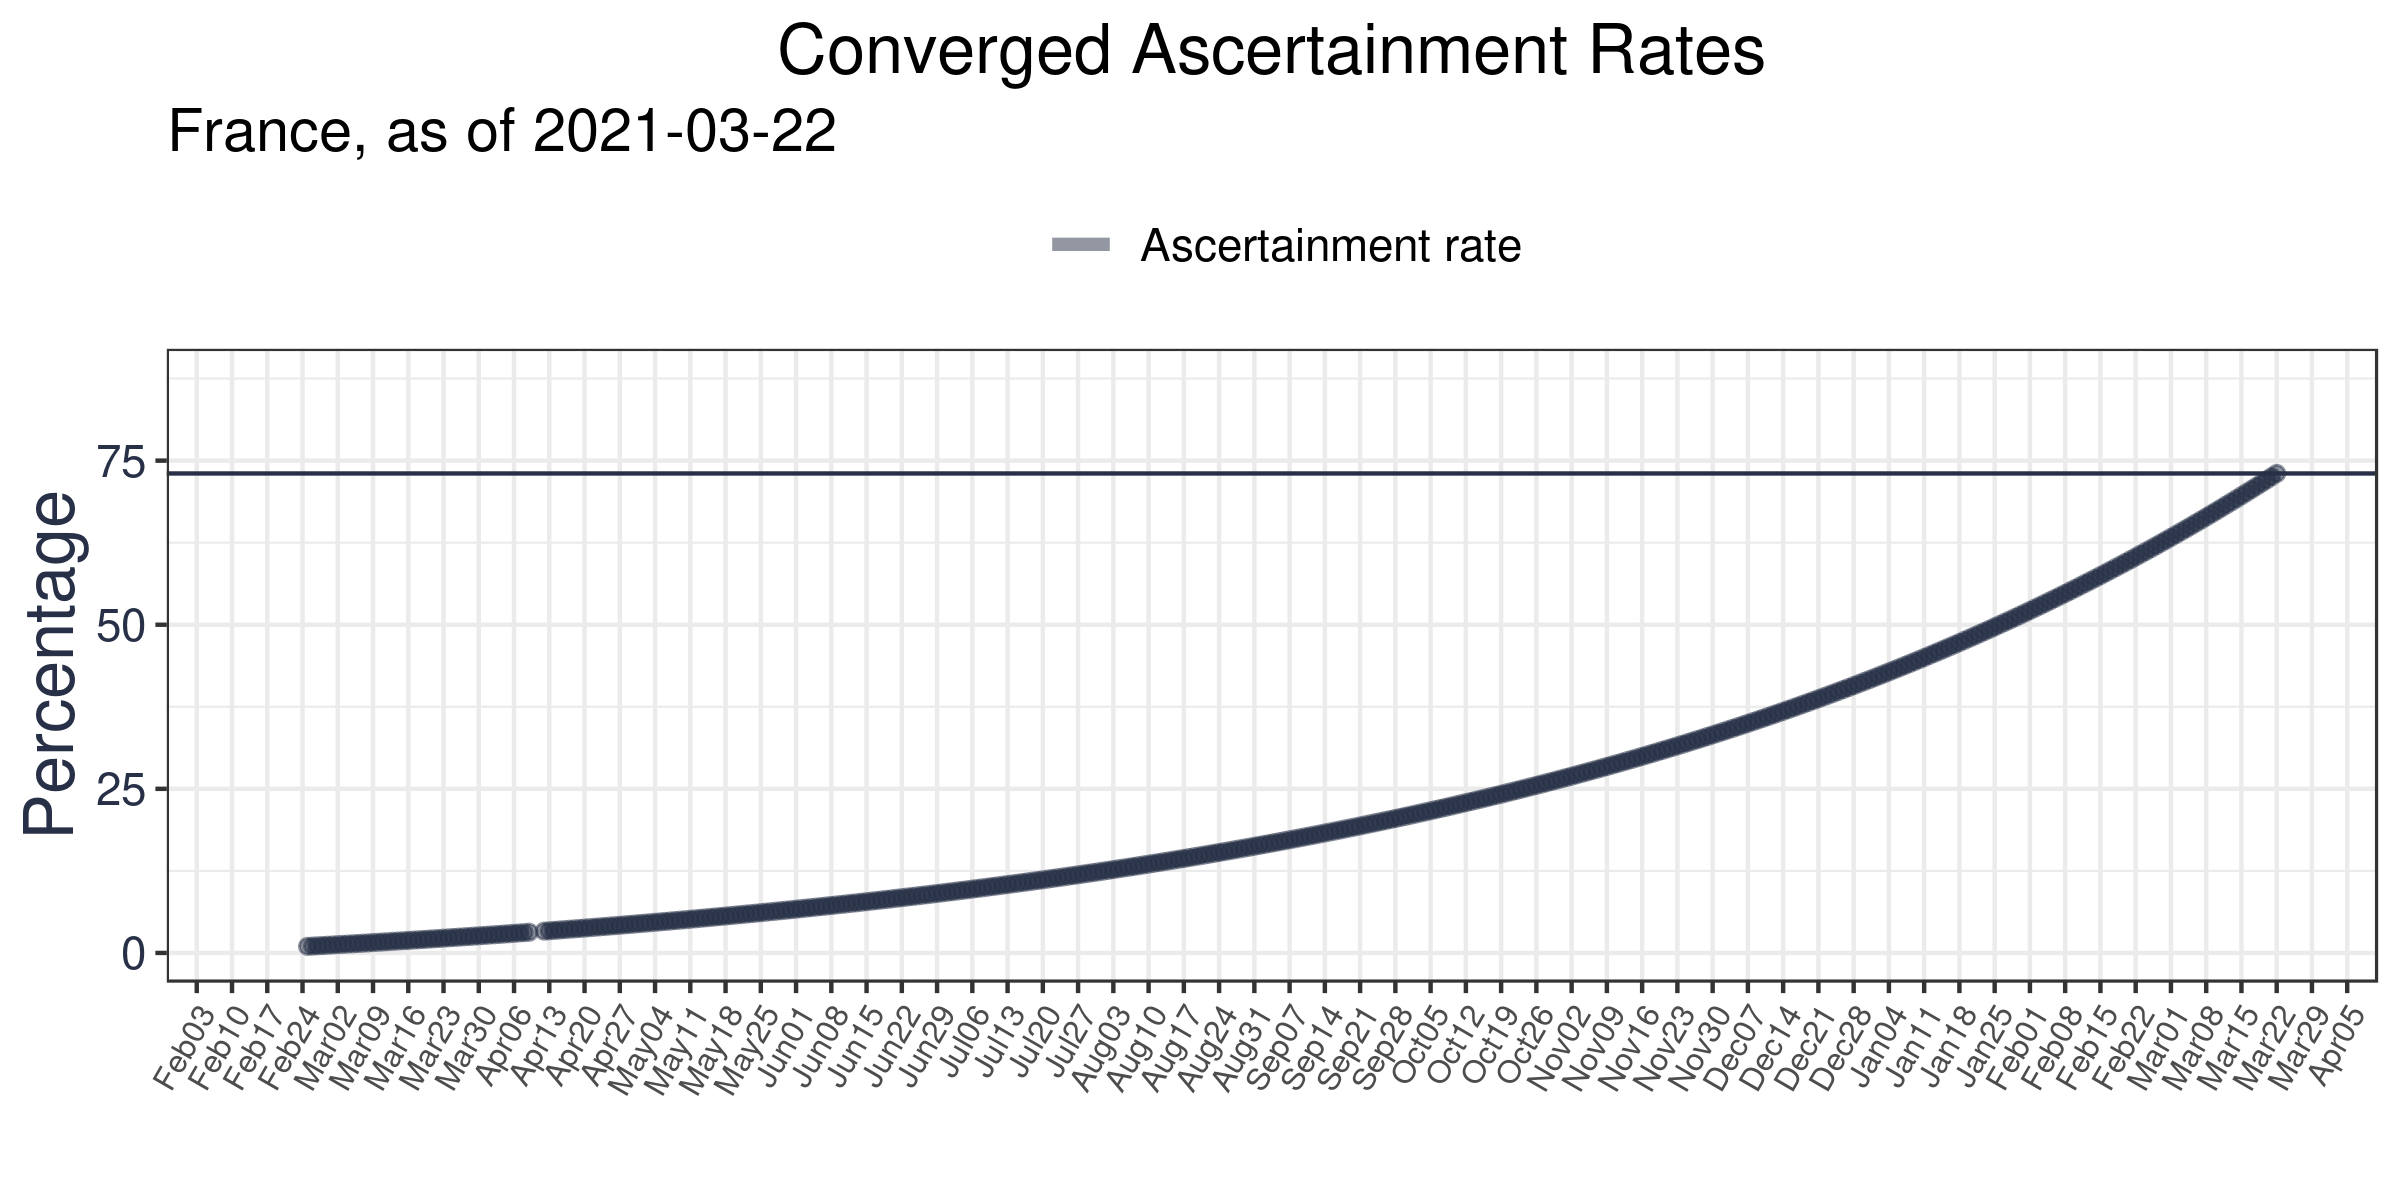 Converged Ascertainment Rates
France, as of 2021-03-22
Ascertainment rate
Percentage
75
50
25
0
Feb03 Feb10 Feb17 Feb24 Mar02 Mar09 Mar16 Mar23 Mar30 Apr06 Apr13 Apr20 Apr27 May04 May11 May18 May25 Jun01 Jun08 Jun15 Jun22 Jun29 Jul06 Jul13 Jul20 Jul27 Aug03 Aug10 Aug17 Aug24 Aug31 Sep07 Sep14 Sep21 Sep28 Oct05 Oct12 Oct19 Oct26 Nov02 Nov09 Nov16 Nov23 Nov30 Dec07 Dec14 Dec21 Dec28 Jan04 Jan11 Jan18 Jan25 Feb01 Feb08 Feb15 Feb22 Mar01 Mar08 Mar15 Mar22 Mar29 Apr05